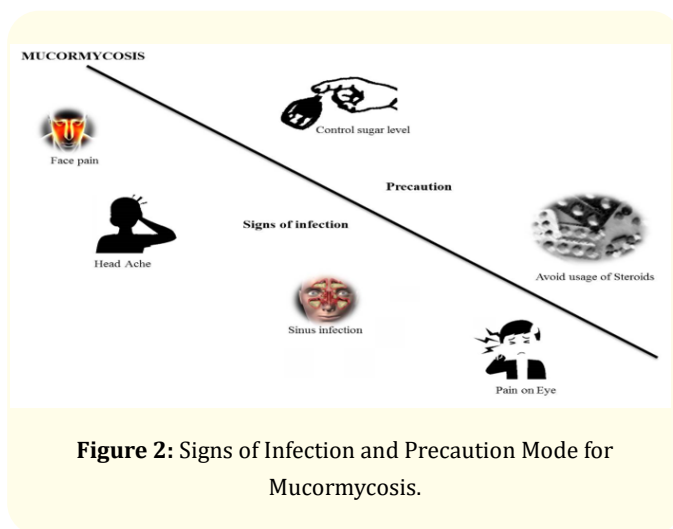 MUCORMYCOSIS
Control sugar level
Face pain
Precaution
Signs of infection
Head Ache
Avoid usage of Steroids
Sinus infection
Pain on Eye
Figure 2: Signs of Infection and Precaution Mode for
Mucormycosis.